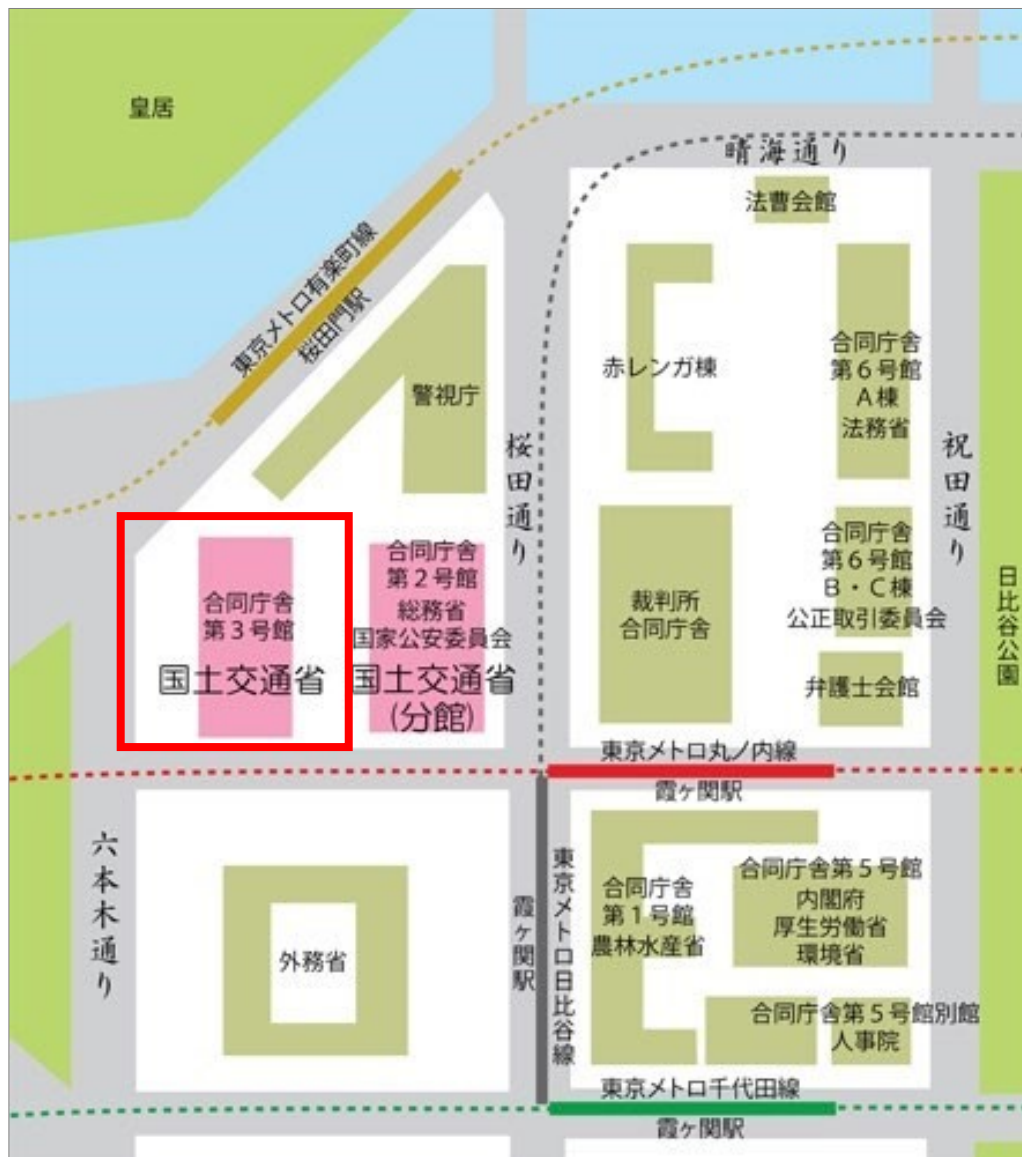 皇居
晴海通り
法曹会館
東京メトロ有楽町線
桜田門駅
警視庁
赤レンガ棟
合同庁舎
第6号館
A棟
法務省
桜田通り
祝田通り
合同庁舎
第3号館
国土交通省
合同庁舎
第2号館
総務省
国家公安委員会
国土交通省
(分館)
裁判所
合同庁舎
合同庁舎
第6号館
B・C棟
公正取引委員会
弁護士会館
日比谷公園
東京メトロ丸ノ内線
霞ヶ関駅
六本木通り
外務省
霞ヶ関駅
東京メトロ日比谷線
合同庁舎
第1号館
農林水産省
合同庁舎第5号館
内閣府
厚生労働省
環境省
合同庁舎第5号館別館
人事院
東京メトロ千代田線
霞ヶ関駅